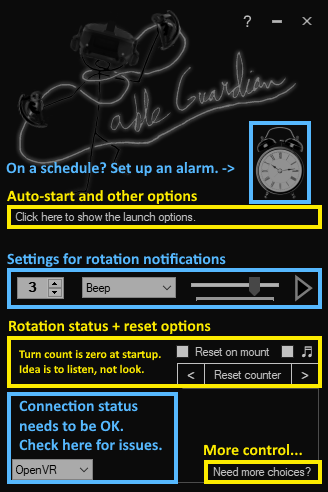 ? − ×
Cable Guardian
On a schedule? Set up an alarm. ->
Auto-start and other options
Click here to show the launch options.
Settings for rotation notifications
3 Beep
Rotation status + reset options
Turn count is zero at startup.
Idea is to listen, not look.
Reset on mount
< Reset counter >
Connection status
needs to be OK.
Check here for issues.
OpenVR
More control...
Need more choices?